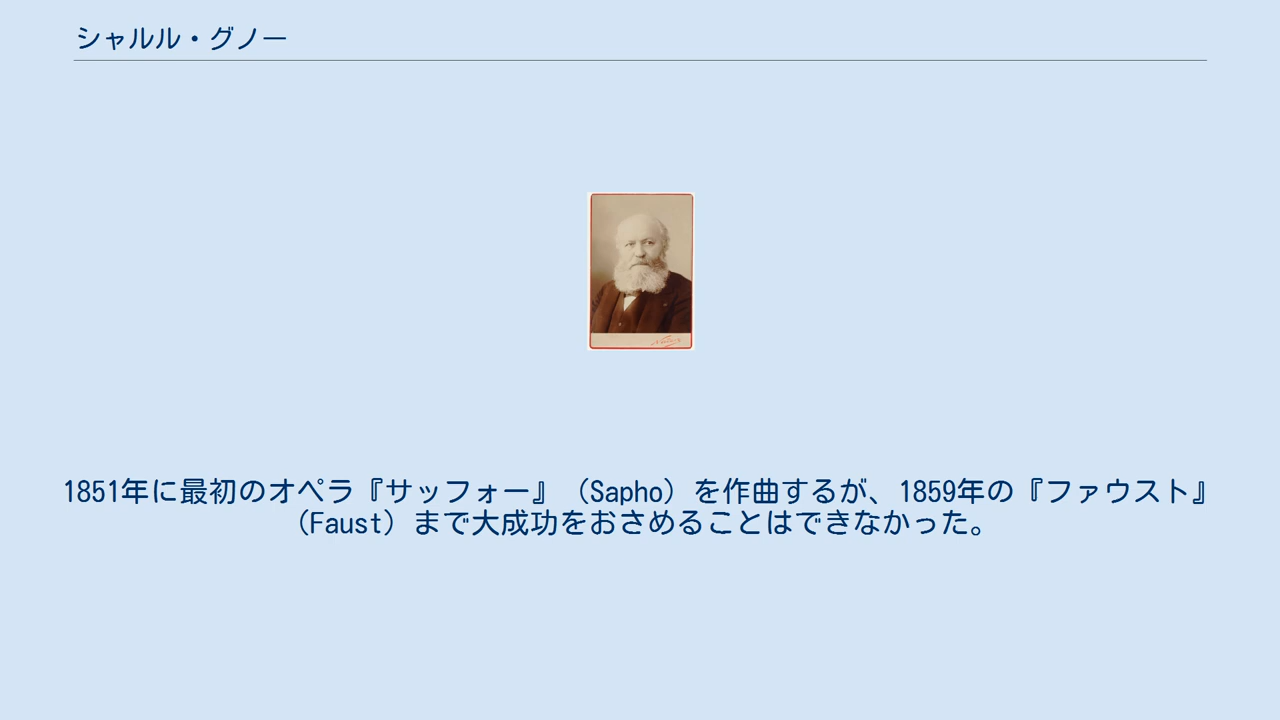 シャルル・グノー
1851年に最初のオペラ『サッフォー』（Sapho）を作曲するが、1859年の『ファウスト』
（Faust）まで大成功をおさめることはできなかった。